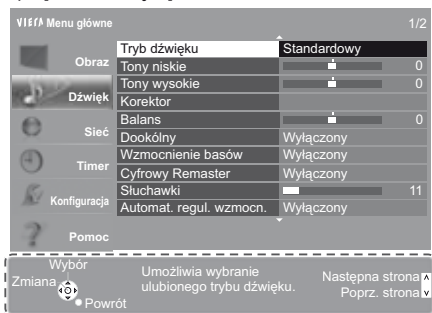 VIERA Menu główne 1/2
Obraz
Dźwięk
Sieć
Timer
Konfiguracja
Pomoc
Tryb dźwięku Standardowy
Tony niskie 0
Tony wysokie 0
Korektor
Balans 0
Dookólny Wyłączony
Wzmocnienie basów Wyłączony
Cyfrowy Remaster Wyłączony
Słuchawki 11
Automat. regul. wzmocn. Wyłączony
Wybór
Zmiana
Powrót
Umożliwia wybranie
ulubionego trybu dźwięku.
Następna strona
Poprz. strona